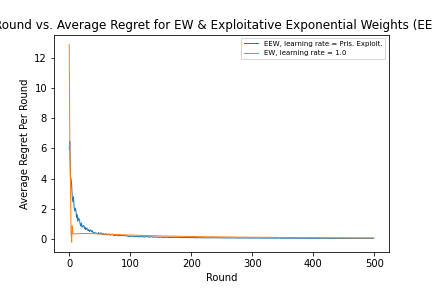 Round vs. Average Regret for EW & Exploitative Exponential Weights (EE
EEW, learning rate = Pris. Exploit.
EW, learning rate = 1.0
Average Regret Per Round
12
10
8
6
4
2
0
0 100 200 300 400 500
Round